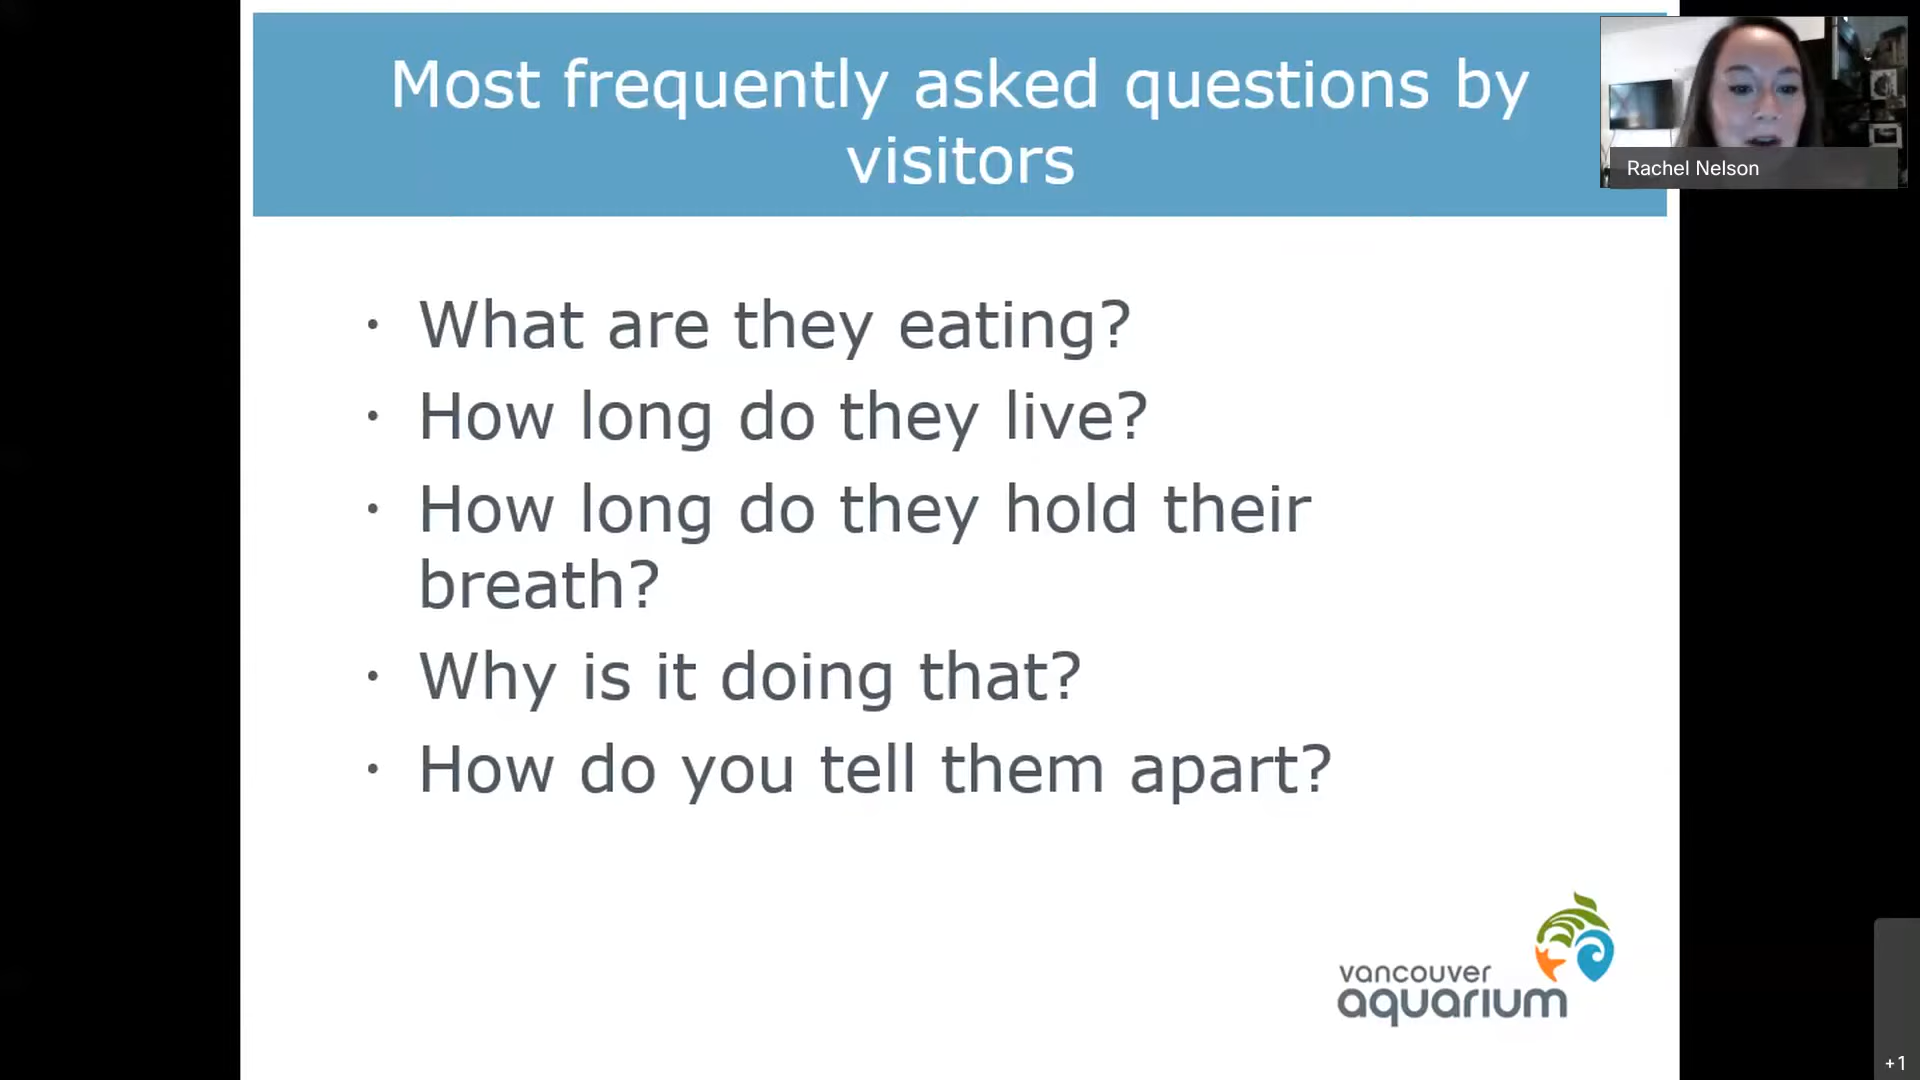 Most frequently asked questions by
visitors
Rachel Nelson
• What are they eating?
• How long do they live?
• How long do they hold their
breath?
• Why is it doing that?
• How do you tell them apart?
vancouver
aquarium
+1